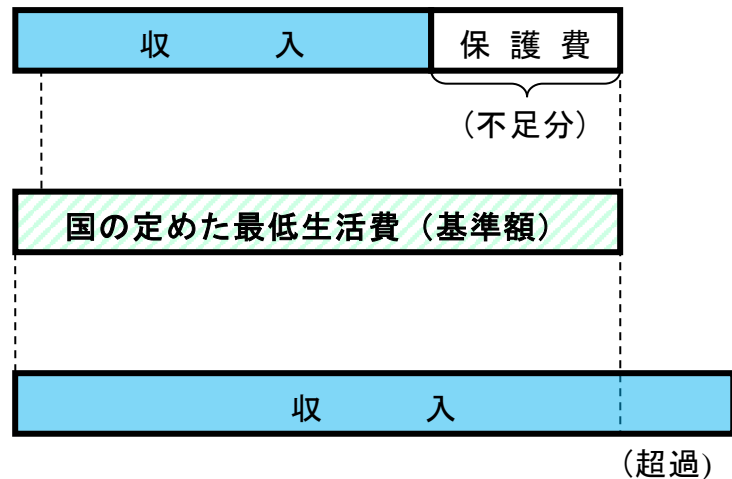 収 入 保護費
（不足分）
国の定めた最低生活費（基準額）
収 入
（超過）